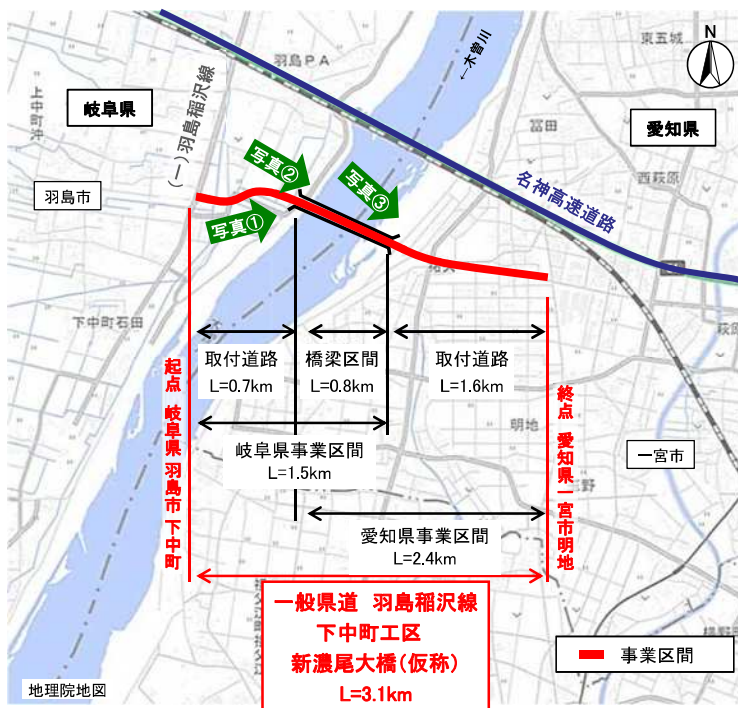 N
羽島PA
←木曽川
東五城
岐阜県
上中町沖
(一)羽島稲沢線
冨田
愛知県
西萩原
羽島市
写真②
写真③
写真①
名神高速道路
下中町石田
萩原
取付道路
L=0.7km
橋梁区間
L=0.8km
取付道路
L=1.6km
起点 岐阜県 羽島市 下中町
終点 愛知県一宮市明地
明地
岐阜県事業区間
L=1.5km
一宮市
愛知県事業区間
L=2.4km
一般県道 羽島稲沢線
下中町工区
新濃尾大橋(仮称)
L=3.1km
事業区間
地理院地図